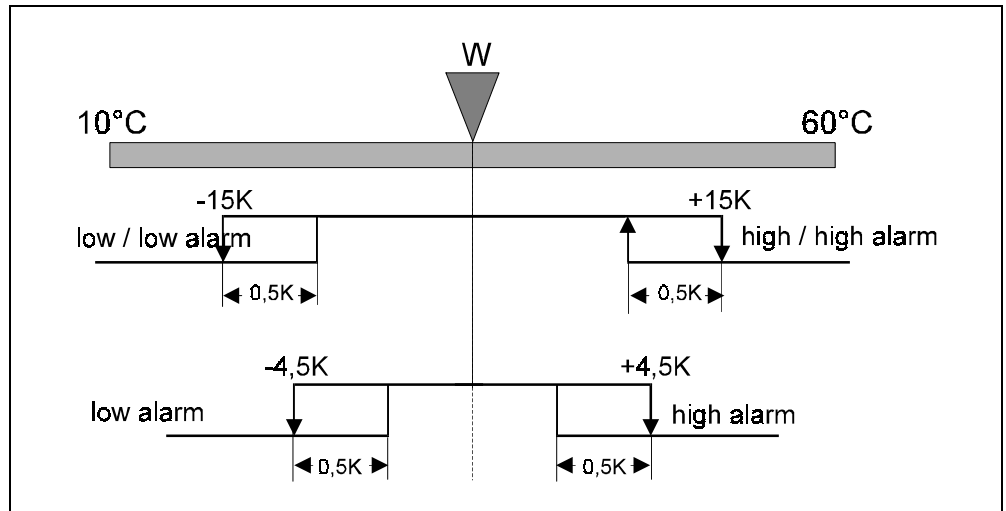 W
10°C
60°C
-15K
+15K
low / low alarm
high / high alarm
0,5K
0,5K
-4,5K
+4,5K
low alarm
high alarm
0,5K
0,5K